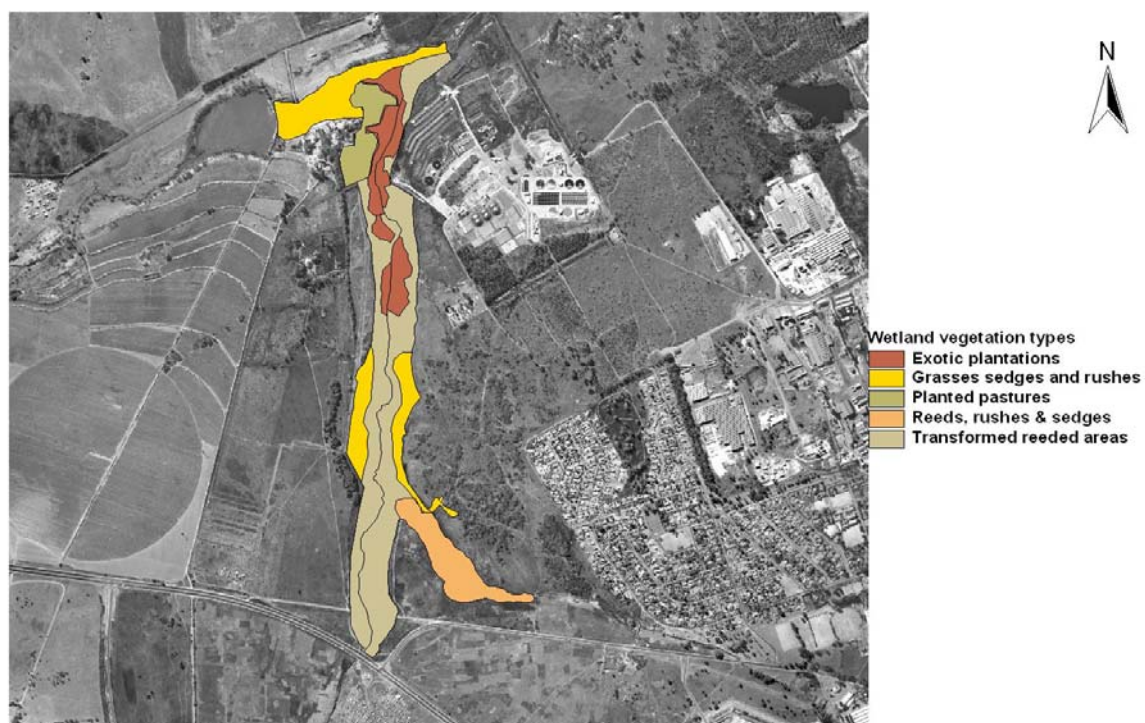 N
Wetland vegetation types
Exotic plantations
Grasses sedges and rushes
Planted pastures
Reeds, rushes & sedges
Transformed reeded areas